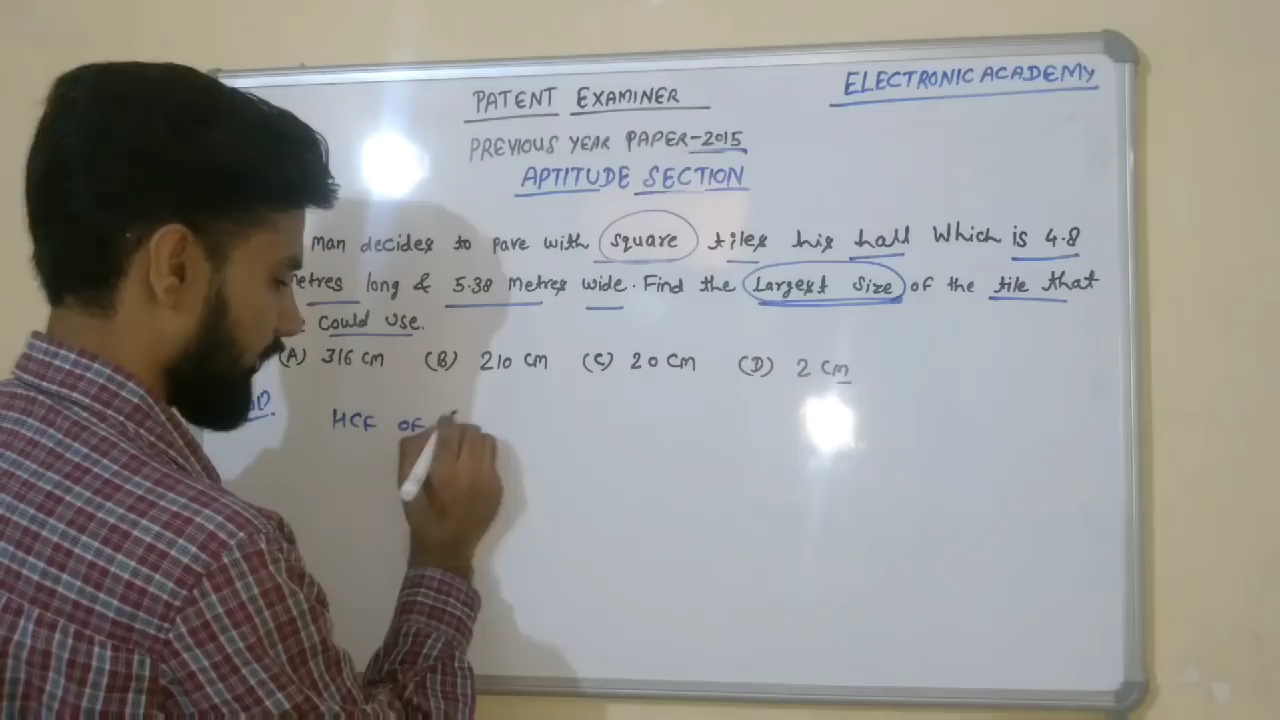 ELECTRONIC ACADEMY
PATENT EXAMINER
PREVIOUS YEAR PAPER-2015
APTITUDE SECTION
man decides to pave with square tiles his hall which is 4.8
metres long & 5.38 metres wide. Find the Largest size of the tile that
could use.
(A) 316 cm (B) 210 cm (C) 20 cm (D) 2 cm
HCF OF